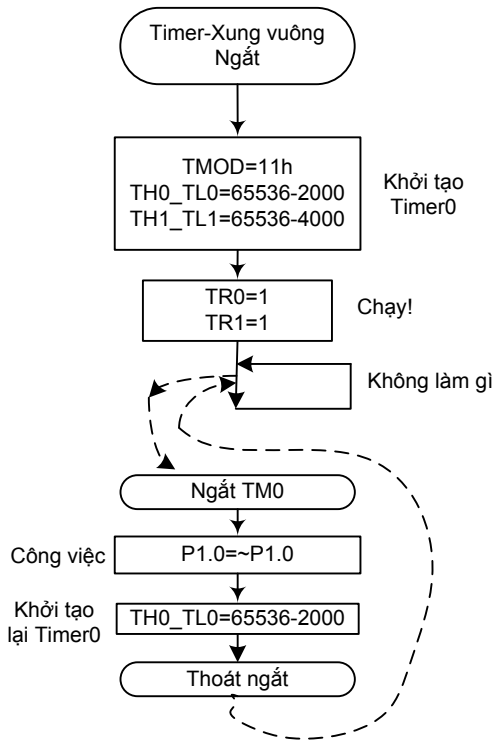 Timer-Xung vuông
Ngắt
TMOD=11h
TH0_TL0=65536-2000
TH1_TL1=65536-4000
Khởi tạo
Timer0
TR0=1
TR1=1
Chạy!
Không làm gì
Ngắt TM0
Công việc
P1.0=~P1.0
Khởi tạo
lại Timer0
TH0_TL0=65536-2000
Thoát ngắt